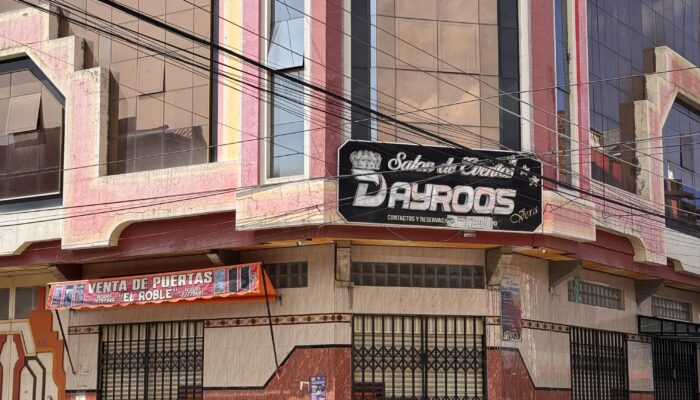 Salon de Eventos
DAYROOS
CONTACTOS Y RESERVAS
VENTA DE PUERTAS
"EL ROBLE"